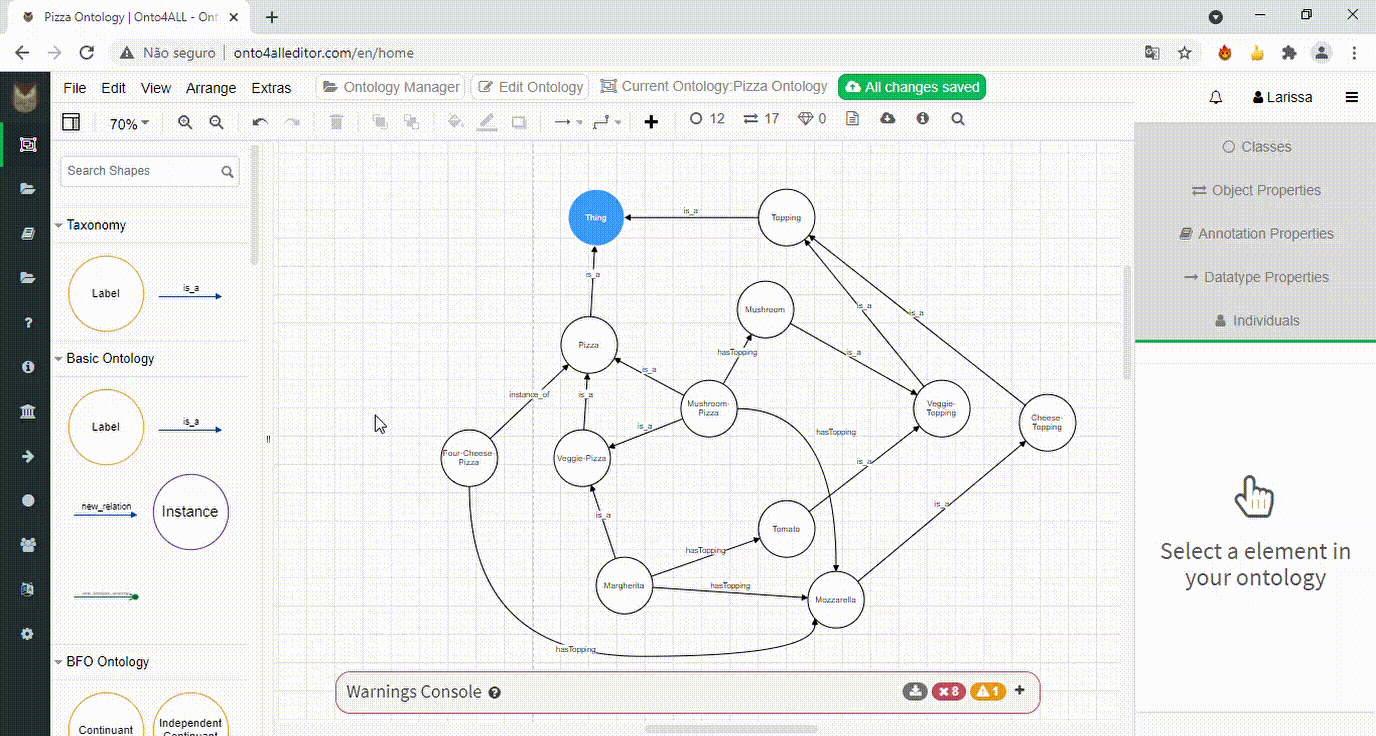 Pizza Ontology | Onto4ALL - Ont
Não seguro
onto4alleditor.com/en/home
File Edit View Arrange Extras
Ontology Manager
Edit Ontology
Current Ontology:Pizza Ontology
All changes saved
Larissa
70%
12
17
0
Search Shapes
Taxonomy
Label
is_a
Basic Ontology
Label
is_a
new_relation
Instance
BFO Ontology
Continuant
Independent
Continuant
Thing
is_a
Topping
is_a
Mushroom
is_a
is_a
Pizza
hasTopping
is_a
is_a
instance_of
is_a
Mushroom-
Pizza
Veggie-
Topping
Cheese-
Topping
is_a
hasTopping
Four-Cheese-
Pizza
Veggie-Pizza
is_a
is_a
is_a
Tomato
hasTopping
Margherita
hasTopping
Mozzarella
hasTopping
Warnings Console
8
1
Classes
Object Properties
Annotation Properties
Datatype Properties
Individuals
Select a element in
your ontology